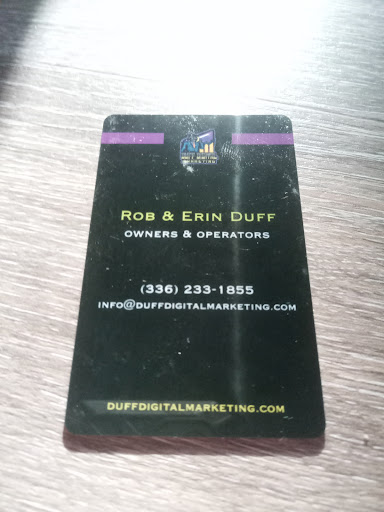 ROB & ERIN DUFF
OWNERS & OPERATORS
(336) 233-1855
INFO@DUFFDIGITALMARKETING.COM
DUFFDIGITALMARKETING.COM